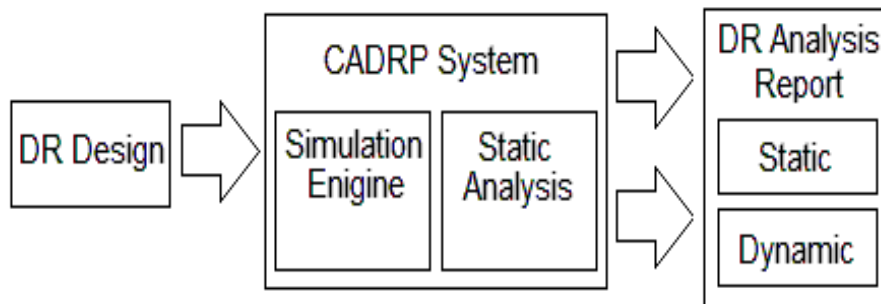 DR Design
CADRP System
Simulation
Enigine
Static
Analysis
DR Analysis
Report
Static
Dynamic